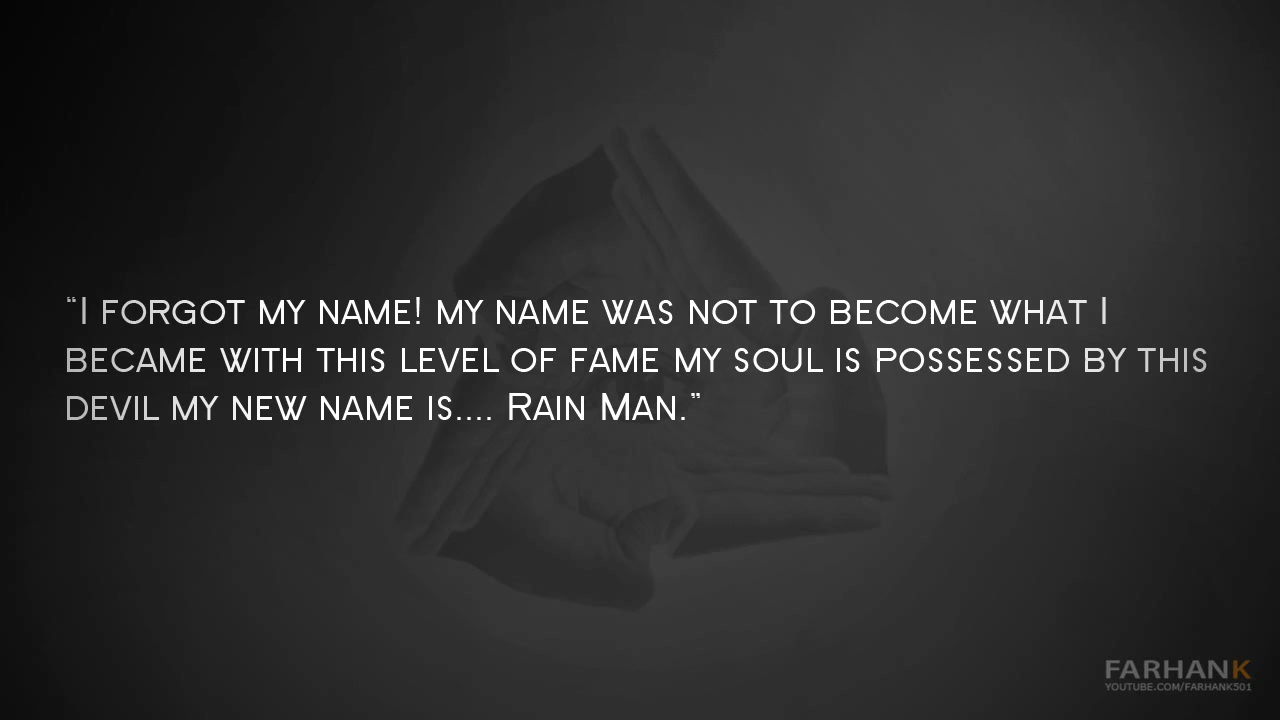 “I forgot my name! my name was not to become what I
became with this level of fame my soul is possessed by this
devil my new name is.... Rain Man.”
FARHANK
YOUTUBE.COM/FARHANK501